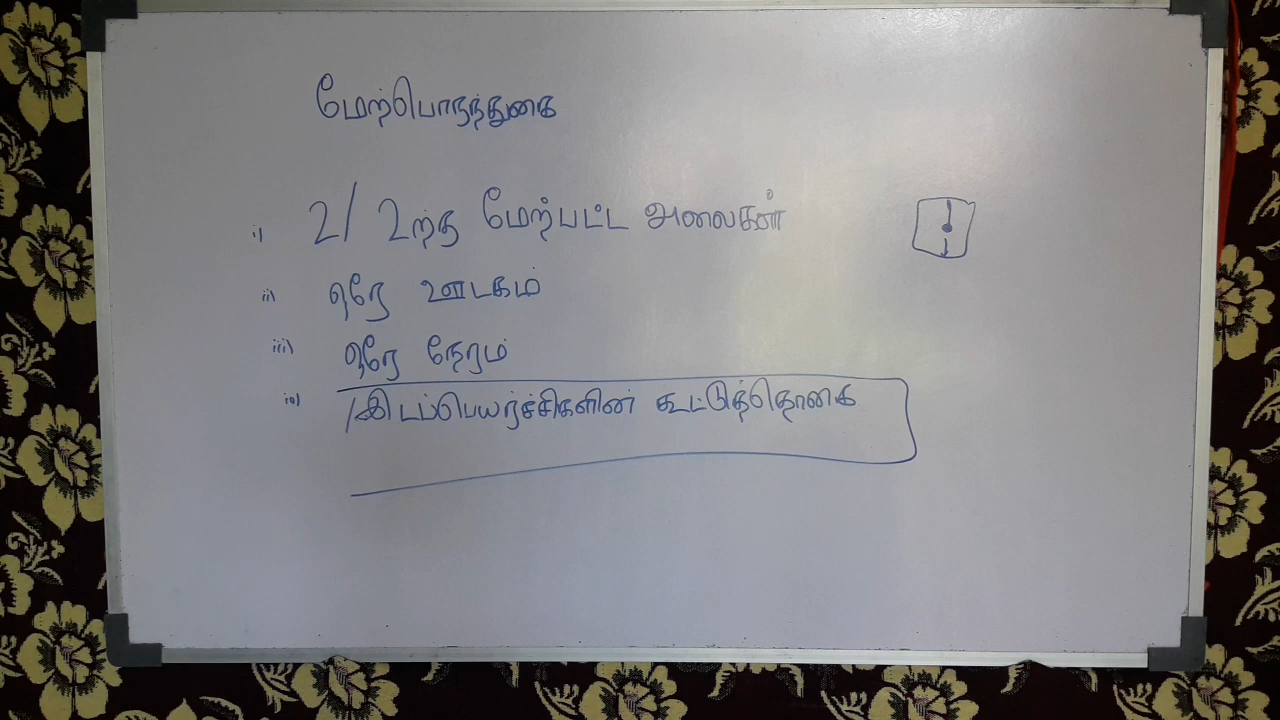 மேற்பொருந்துகை
i) 2/ 2ற்கு மேற்பட்ட அலைகள்
ii) ஒரே ஊடகம்
iii) ஒரே நேரம்
iv) இடப்பெயர்ச்சிகளின் கூட்டுத்தொகை